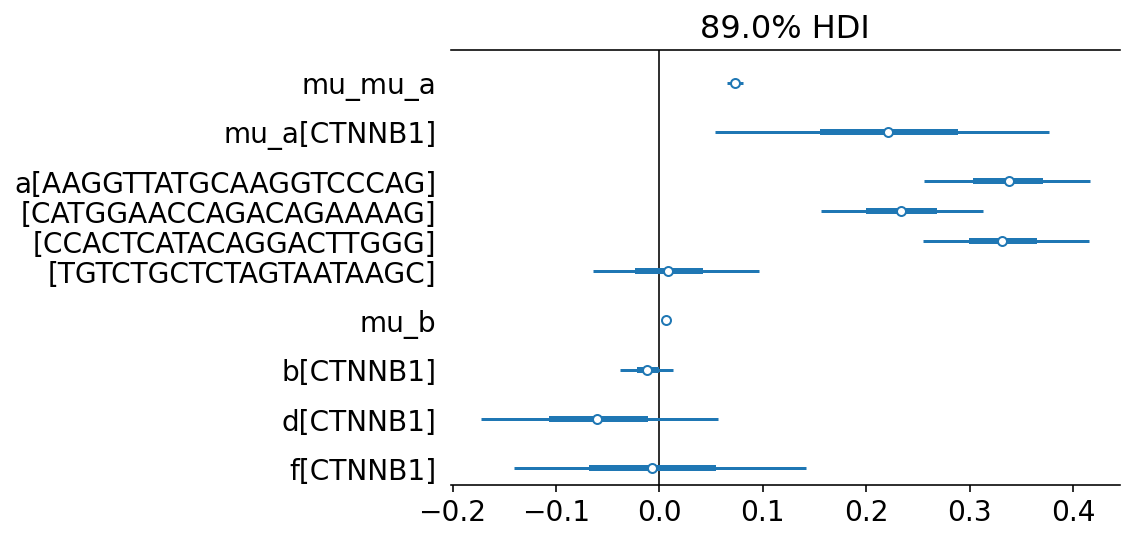 89.0% HDI
mu_mu_a
mu_a[CTNNB1]
a[AAGGTTATGCAAGGTCCCAG]
[CATGGAACCAGACAGAAAAG]
[CCACTCATACAGGACTTGGG]
[TGTCTGCTCTAGTAATAAGC]
mu_b
b[CTNNB1]
d[CTNNB1]
f[CTNNB1]
−0.2 −0.1 0.0 0.1 0.2 0.3 0.4